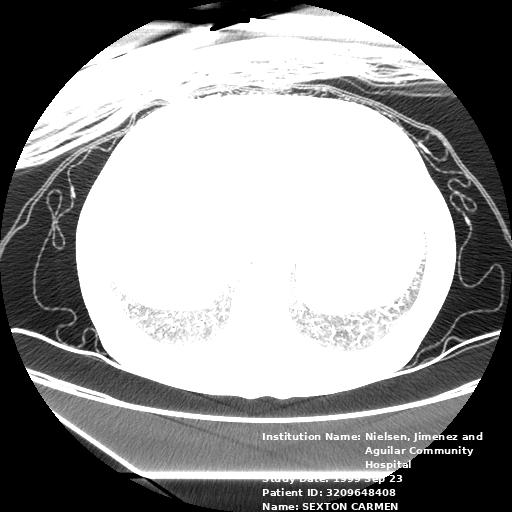 Institution Name: Nielsen, Jimenez and
Aguilar Community
Hospital
Study Date: 1999 Sep 23
Patient ID: 3209648408
Name: SEXTON CARMEN